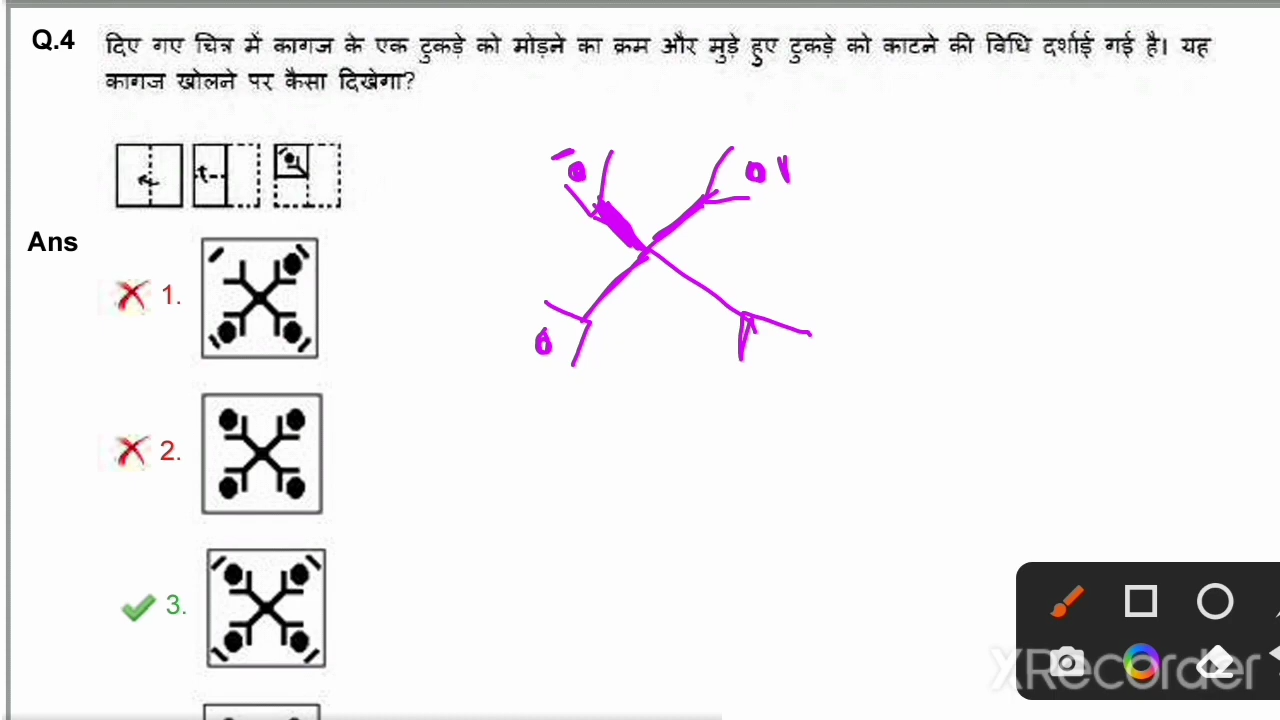 Q.4 दिए गए चित्र में कागज के एक टुकड़े को मोड़ने का क्रम और मुड़े हुए टुकड़े को काटने की विधि दर्शाई गई है। यह
कागज खोलने पर कैसा दिखेगा?
Ans
1.
2.
3.
XRecorder